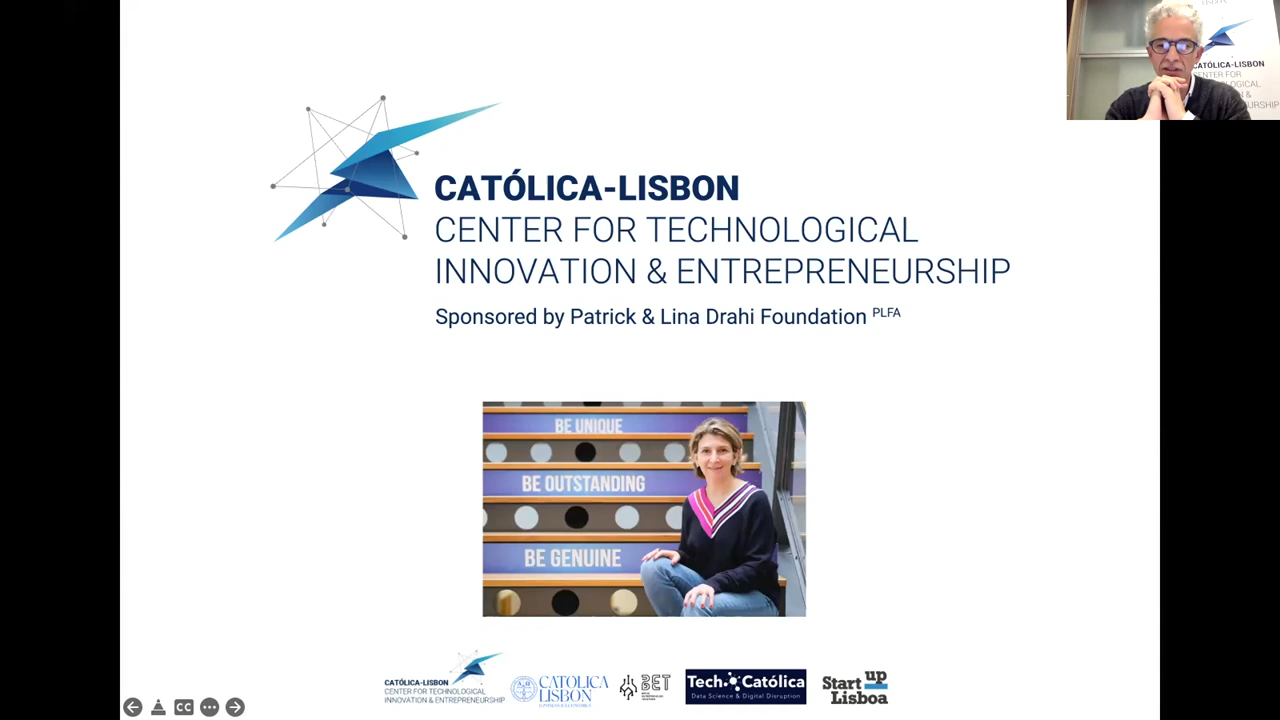 CATÓLICA-LISBON
CENTER FOR TECHNOLOGICAL
INNOVATION & ENTREPRENEURSHIP
Sponsored by Patrick & Lina Drahi Foundation PLFA
CATÓLICA-LISBON
CENTER FOR
BE UNIQUE
BE OUTSTANDING
BE GENUINE
CATÓLICA-LISBON
CENTER FOR TECHNOLOGICAL
INNOVATION & ENTREPRENEURSHIP
CATOLICA
LISBON
Tech Católica
Data Science & Digital Disruption
Start up
Lisboa
CC